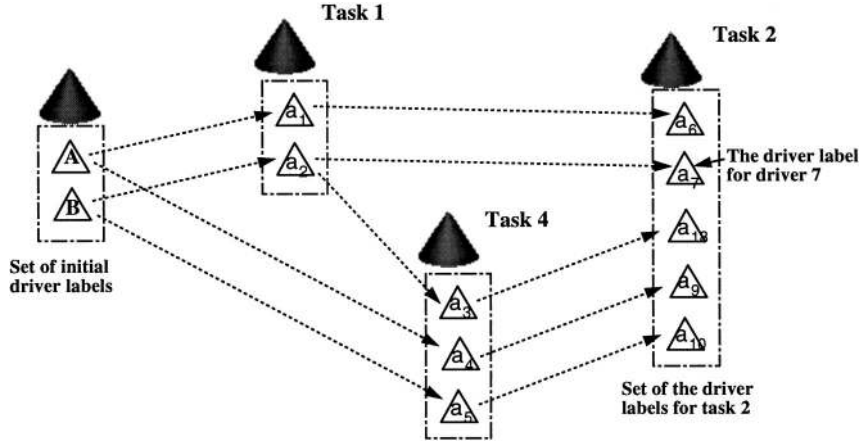 Task 1
Task 2
A
B
Set of initial
driver labels
a1
a2
Task 4
a3
a4
a5
a6
a7
The driver label
for driver 7
a18
a9
a10
Set of the driver
labels for task 2